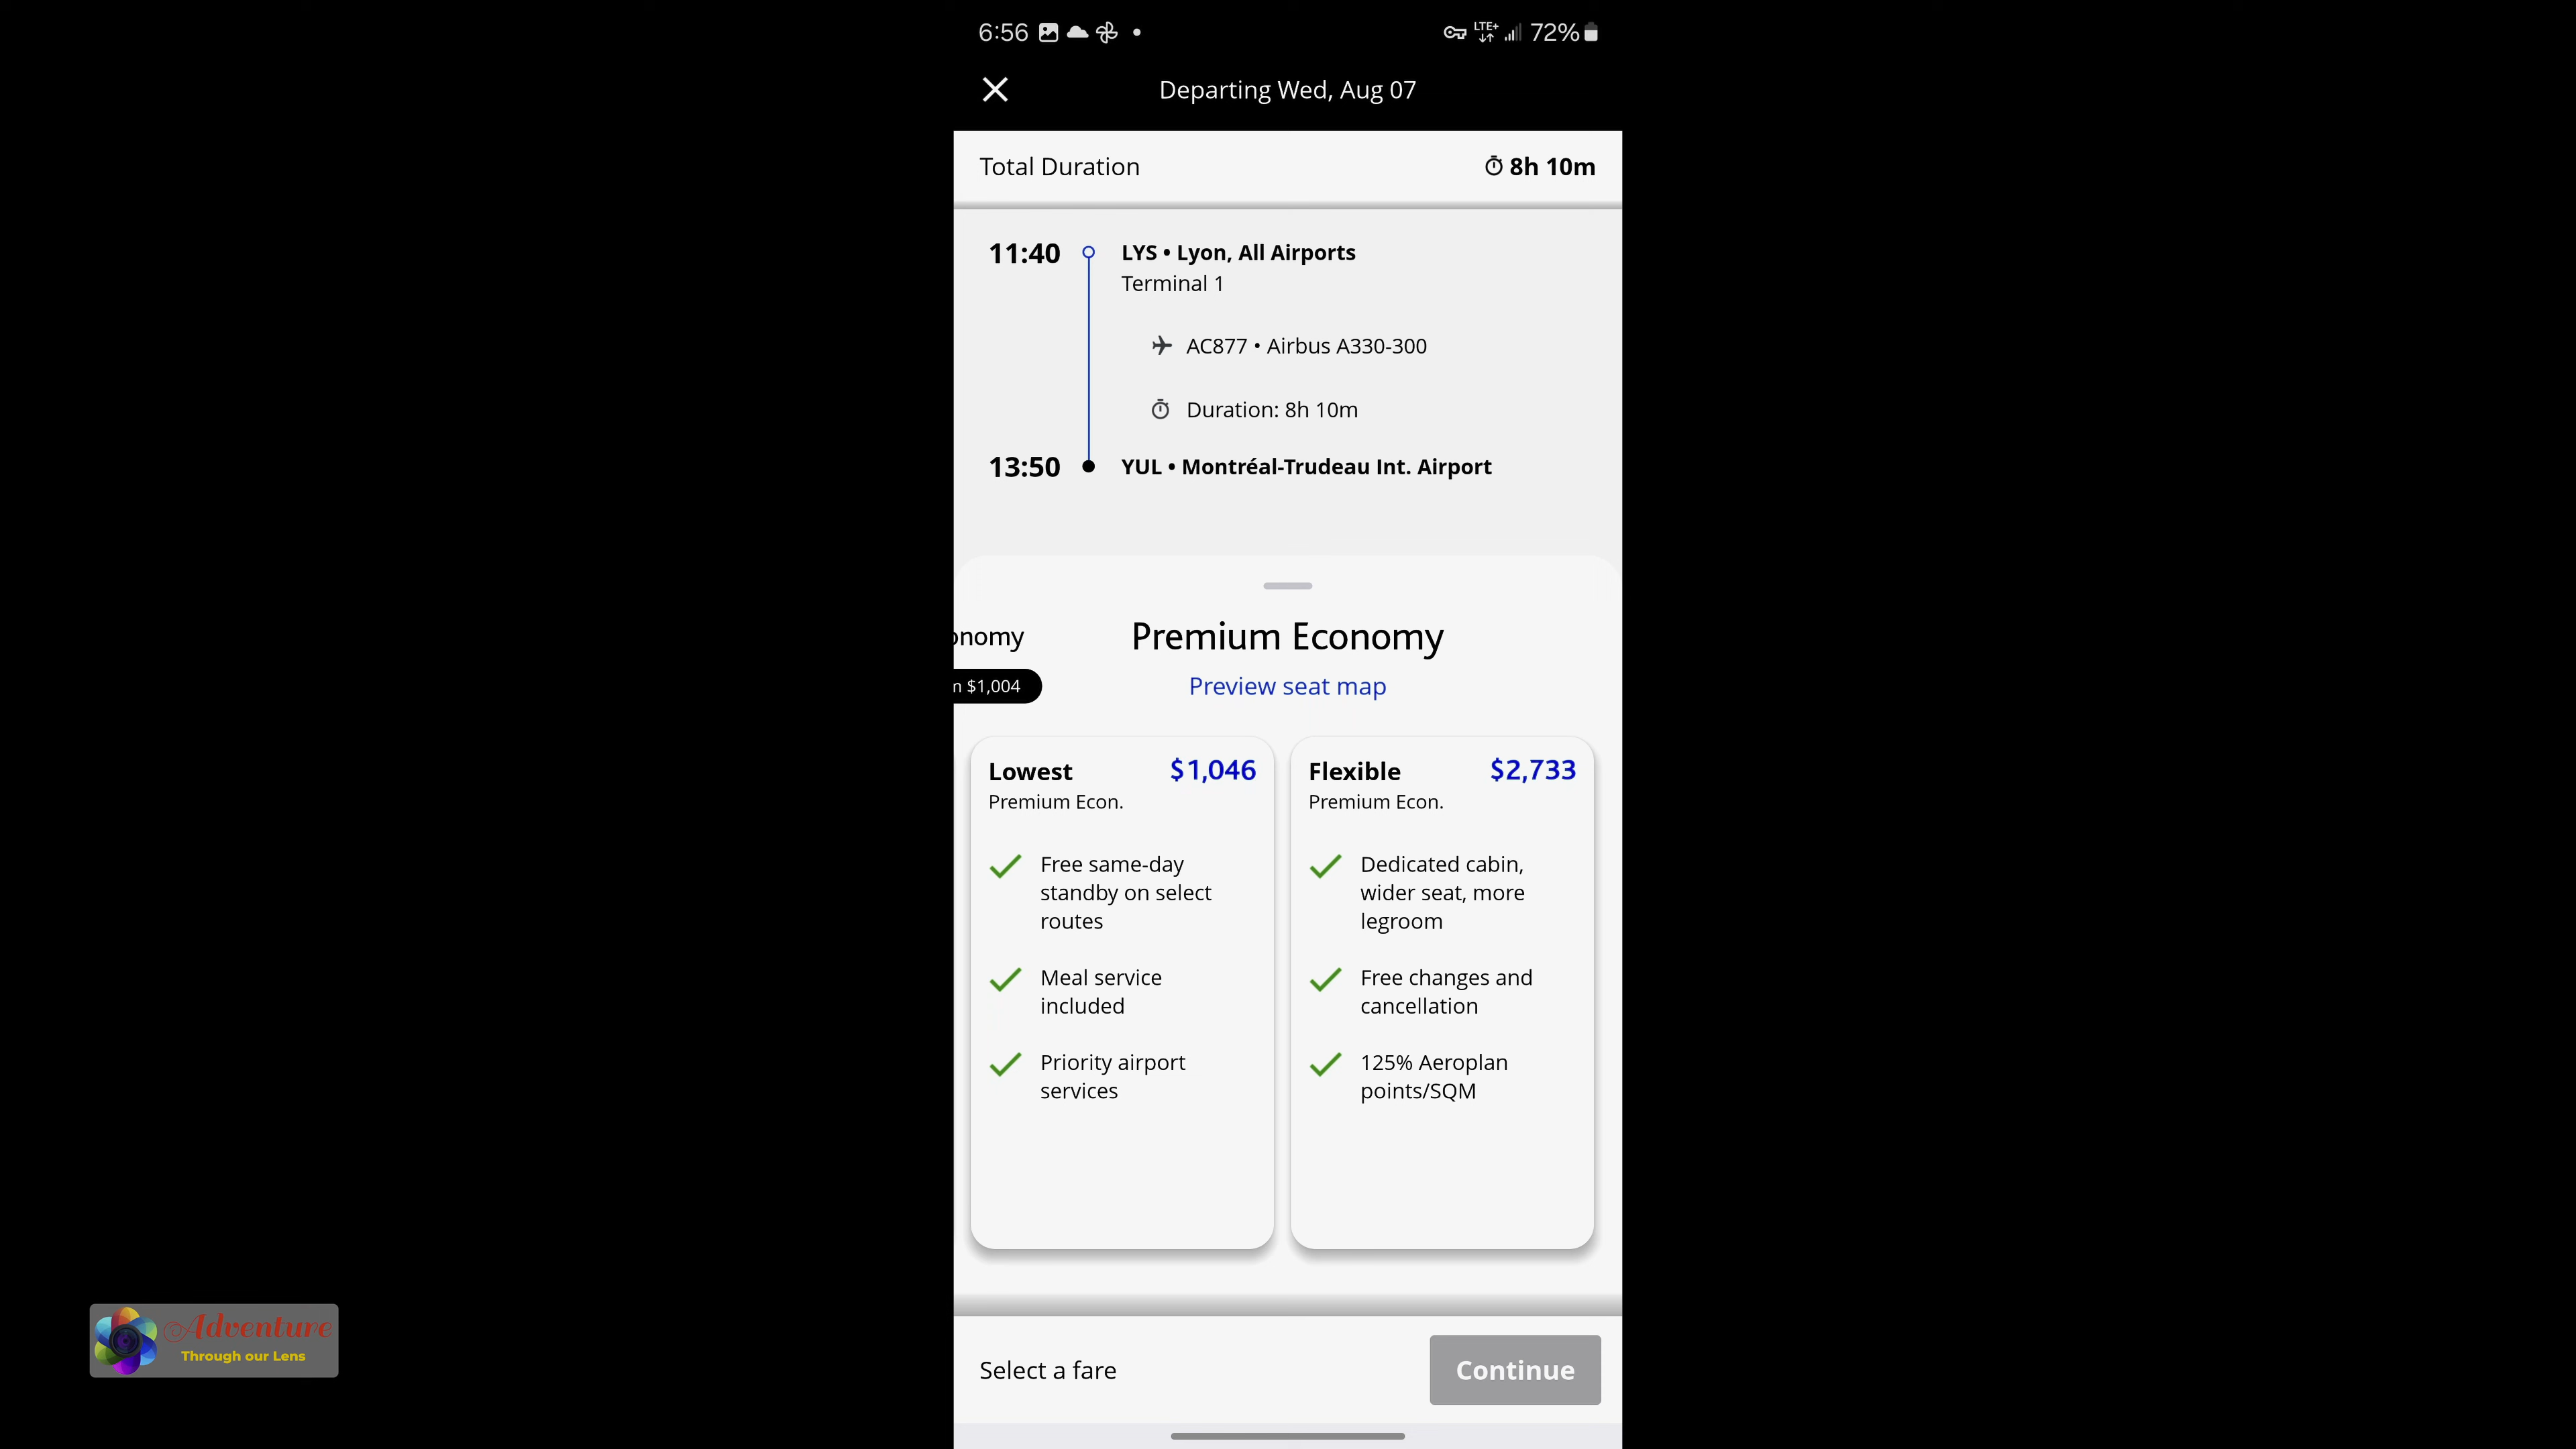 6:56
LTE+
72%
Departing Wed, Aug 07
Total Duration
8h 10m
11:40
LYS • Lyon, All Airports
Terminal 1
AC877 • Airbus A330-300
Duration: 8h 10m
13:50
YUL • Montréal-Trudeau Int. Airport
onomy
Premium Economy
$1,004
Preview seat map
Lowest
$1,046
Premium Econ.
Free same-day
standby on select
routes
Meal service
included
Priority airport
services
Flexible
$2,733
Premium Econ.
Dedicated cabin,
wider seat, more
legroom
Free changes and
cancellation
125% Aeroplan
points/SQM
Select a fare
Continue
Adventure
Through our Lens